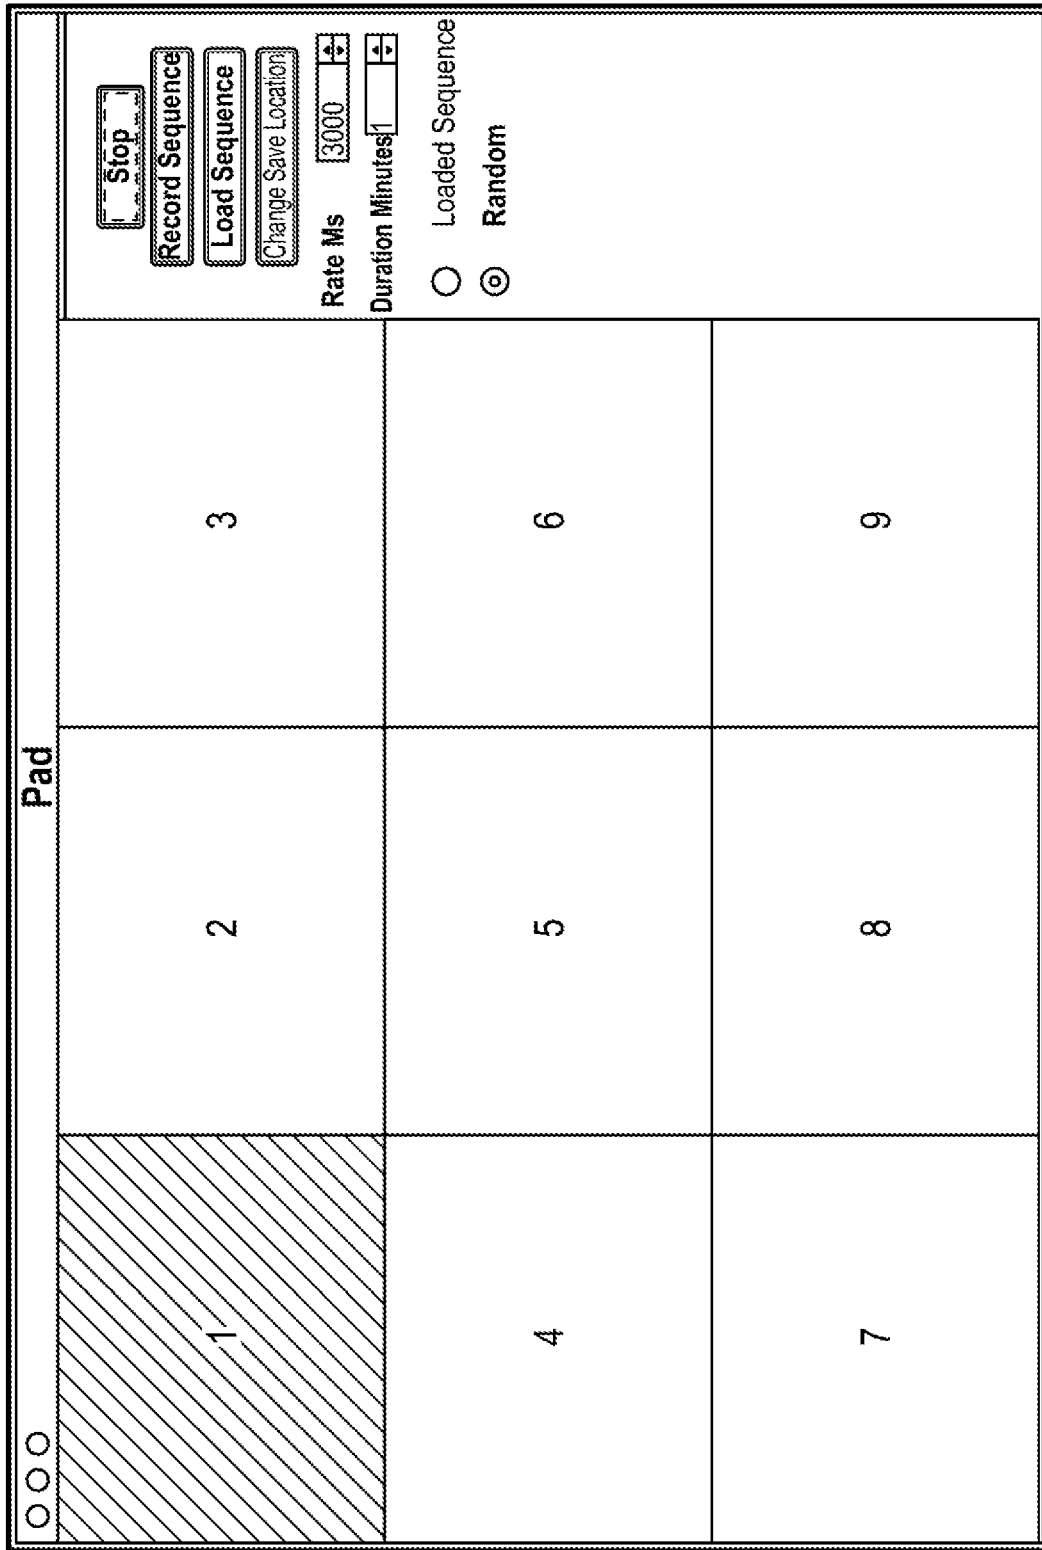 Pad
1
2
3
4
5
6
7
8
9
Stop
Record Sequence
Load Sequence
Change Save Location
Rate Ms 3000
Duration Minutes 1
Loaded Sequence
Random